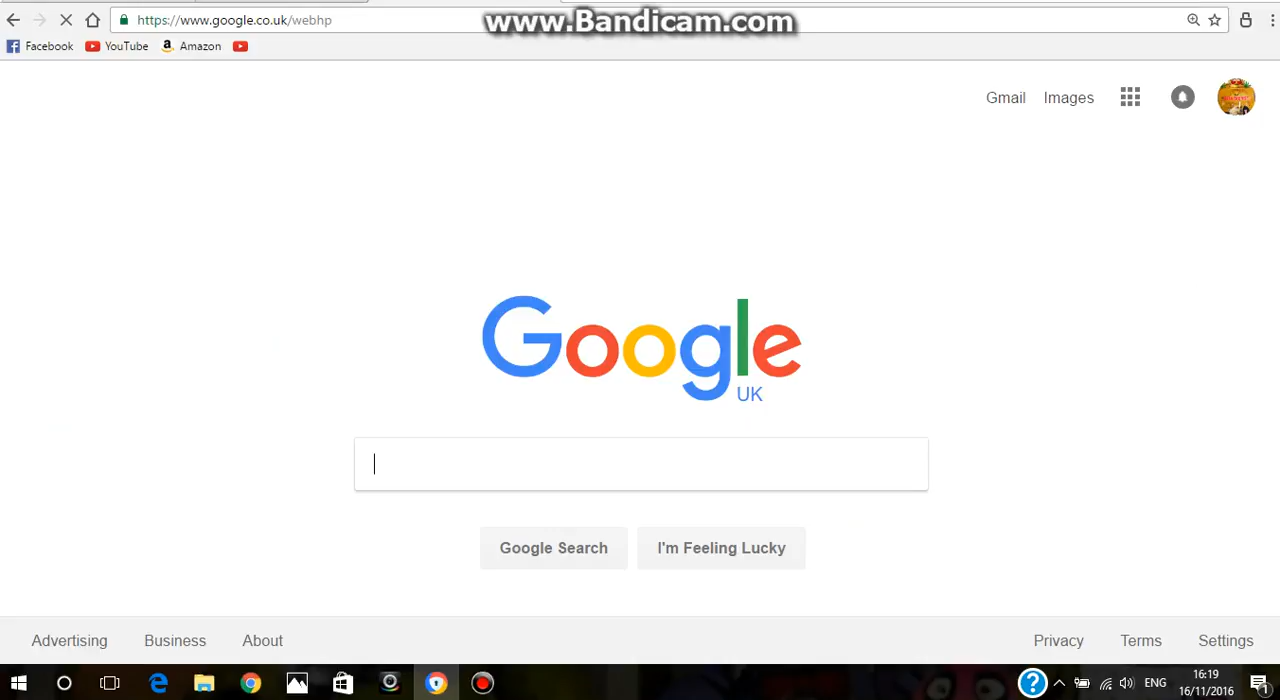 https://www.google.co.uk/webhp
www.Bandicam.com
Facebook YouTube Amazon
Gmail Images
Google
UK
Google Search I'm Feeling Lucky
Advertising Business About Privacy Terms Settings
ENG 16:19
16/11/2016